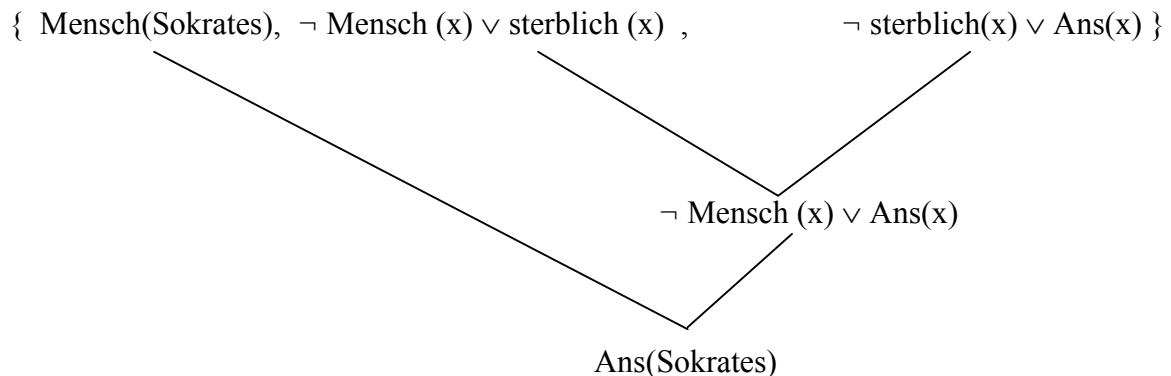 { Mensch(Sokrates), ¬ Mensch (x) ∨ sterblich (x) , ¬ sterblich(x) ∨ Ans(x) }
¬ Mensch (x) ∨ Ans(x)
Ans(Sokrates)